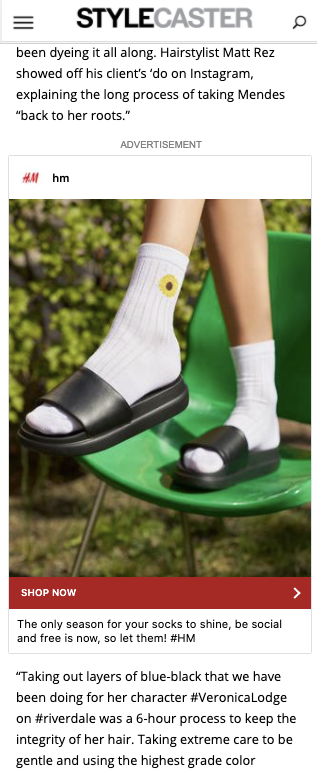 STYLECASTER
been dyeing it all along. Hairstylist Matt Rez
showed off his client’s ‘do on Instagram,
explaining the long process of taking Mendes
“back to her roots.”
ADVERTISEMENT
H&M hm
SHOP NOW
The only season for your socks to shine, be social
and free is now, so let them! #HM
“Taking out layers of blue-black that we have
been doing for her character #VeronicaLodge
on #riverdale was a 6-hour process to keep the
integrity of her hair. Taking extreme care to be
gentle and using the highest grade color